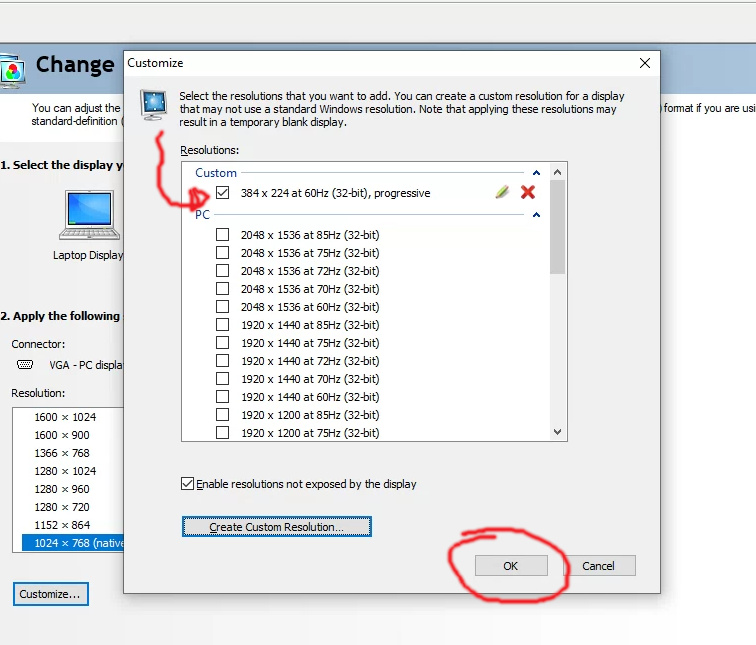 Change
Customize
You can adjust the
standard-definition (
format if you are usi
Select the resolutions that you want to add. You can create a custom resolution for a display
that may not use a standard Windows resolution. Note that applying these resolutions may
result in a temporary blank display.
1. Select the display y
Laptop Display
Resolutions:
Custom
384 x 224 at 60Hz (32-bit), progressive
PC
2048 x 1536 at 85Hz (32-bit)
2048 x 1536 at 75Hz (32-bit)
2048 x 1536 at 72Hz (32-bit)
2048 x 1536 at 70Hz (32-bit)
2048 x 1536 at 60Hz (32-bit)
1920 x 1440 at 85Hz (32-bit)
1920 x 1440 at 75Hz (32-bit)
1920 x 1440 at 72Hz (32-bit)
1920 x 1440 at 70Hz (32-bit)
1920 x 1440 at 60Hz (32-bit)
1920 x 1200 at 85Hz (32-bit)
1920 x 1200 at 75Hz (32-bit)
2. Apply the following
Connector:
VGA - PC displa
Resolution:
1600 × 1024
1600 × 900
1366 × 768
1280 × 1024
1280 × 960
1280 × 720
1152 × 864
1024 × 768 (native
Customize...
Enable resolutions not exposed by the display
Create Custom Resolution...
OK
Cancel